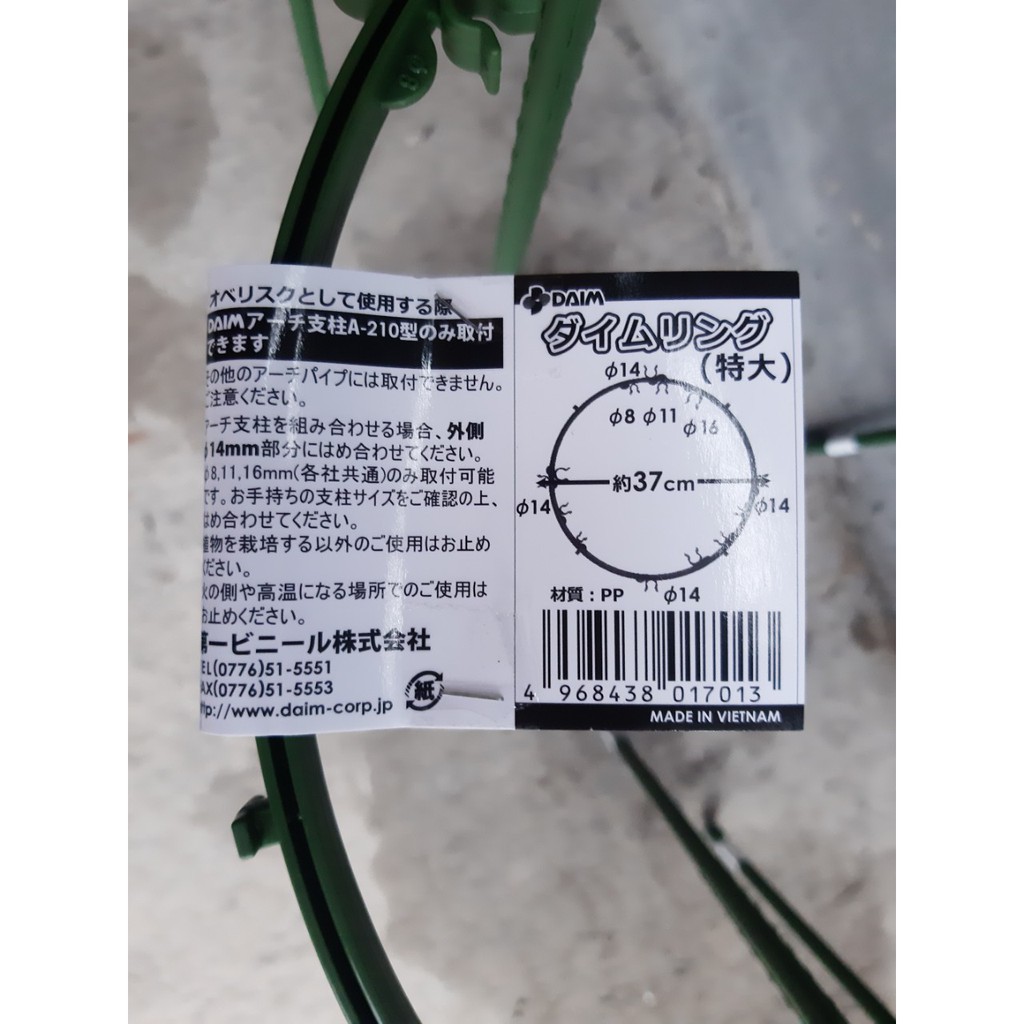 オベリスクとして使用する際
DAIMアーチ支柱A-210型のみ取付
できます。
その他のアーチパイプには取付できません。
ご注意ください。
アーチ支柱を組み合わせる場合、外側
φ14mm部分にはめ合わせてください。
φ8,11,16mm(各社共通)のみ取付可能
です。お手持ちの支柱サイズをご確認の上、
はめ合わせてください。
植物を栽培する以外のご使用はお止め
ください。
火の側や高温になる場所でのご使用は
お止めください。
第一ビニール株式会社
TEL(0776)51-5551
FAX(0776)51-5553
http://www.daim-corp.jp
紙
DAIM
ダイムリング
(特大)
φ14
φ8 φ11 φ16
約37cm
φ14 φ14
材質:PP φ14
4 968438 017013
MADE IN VIETNAM